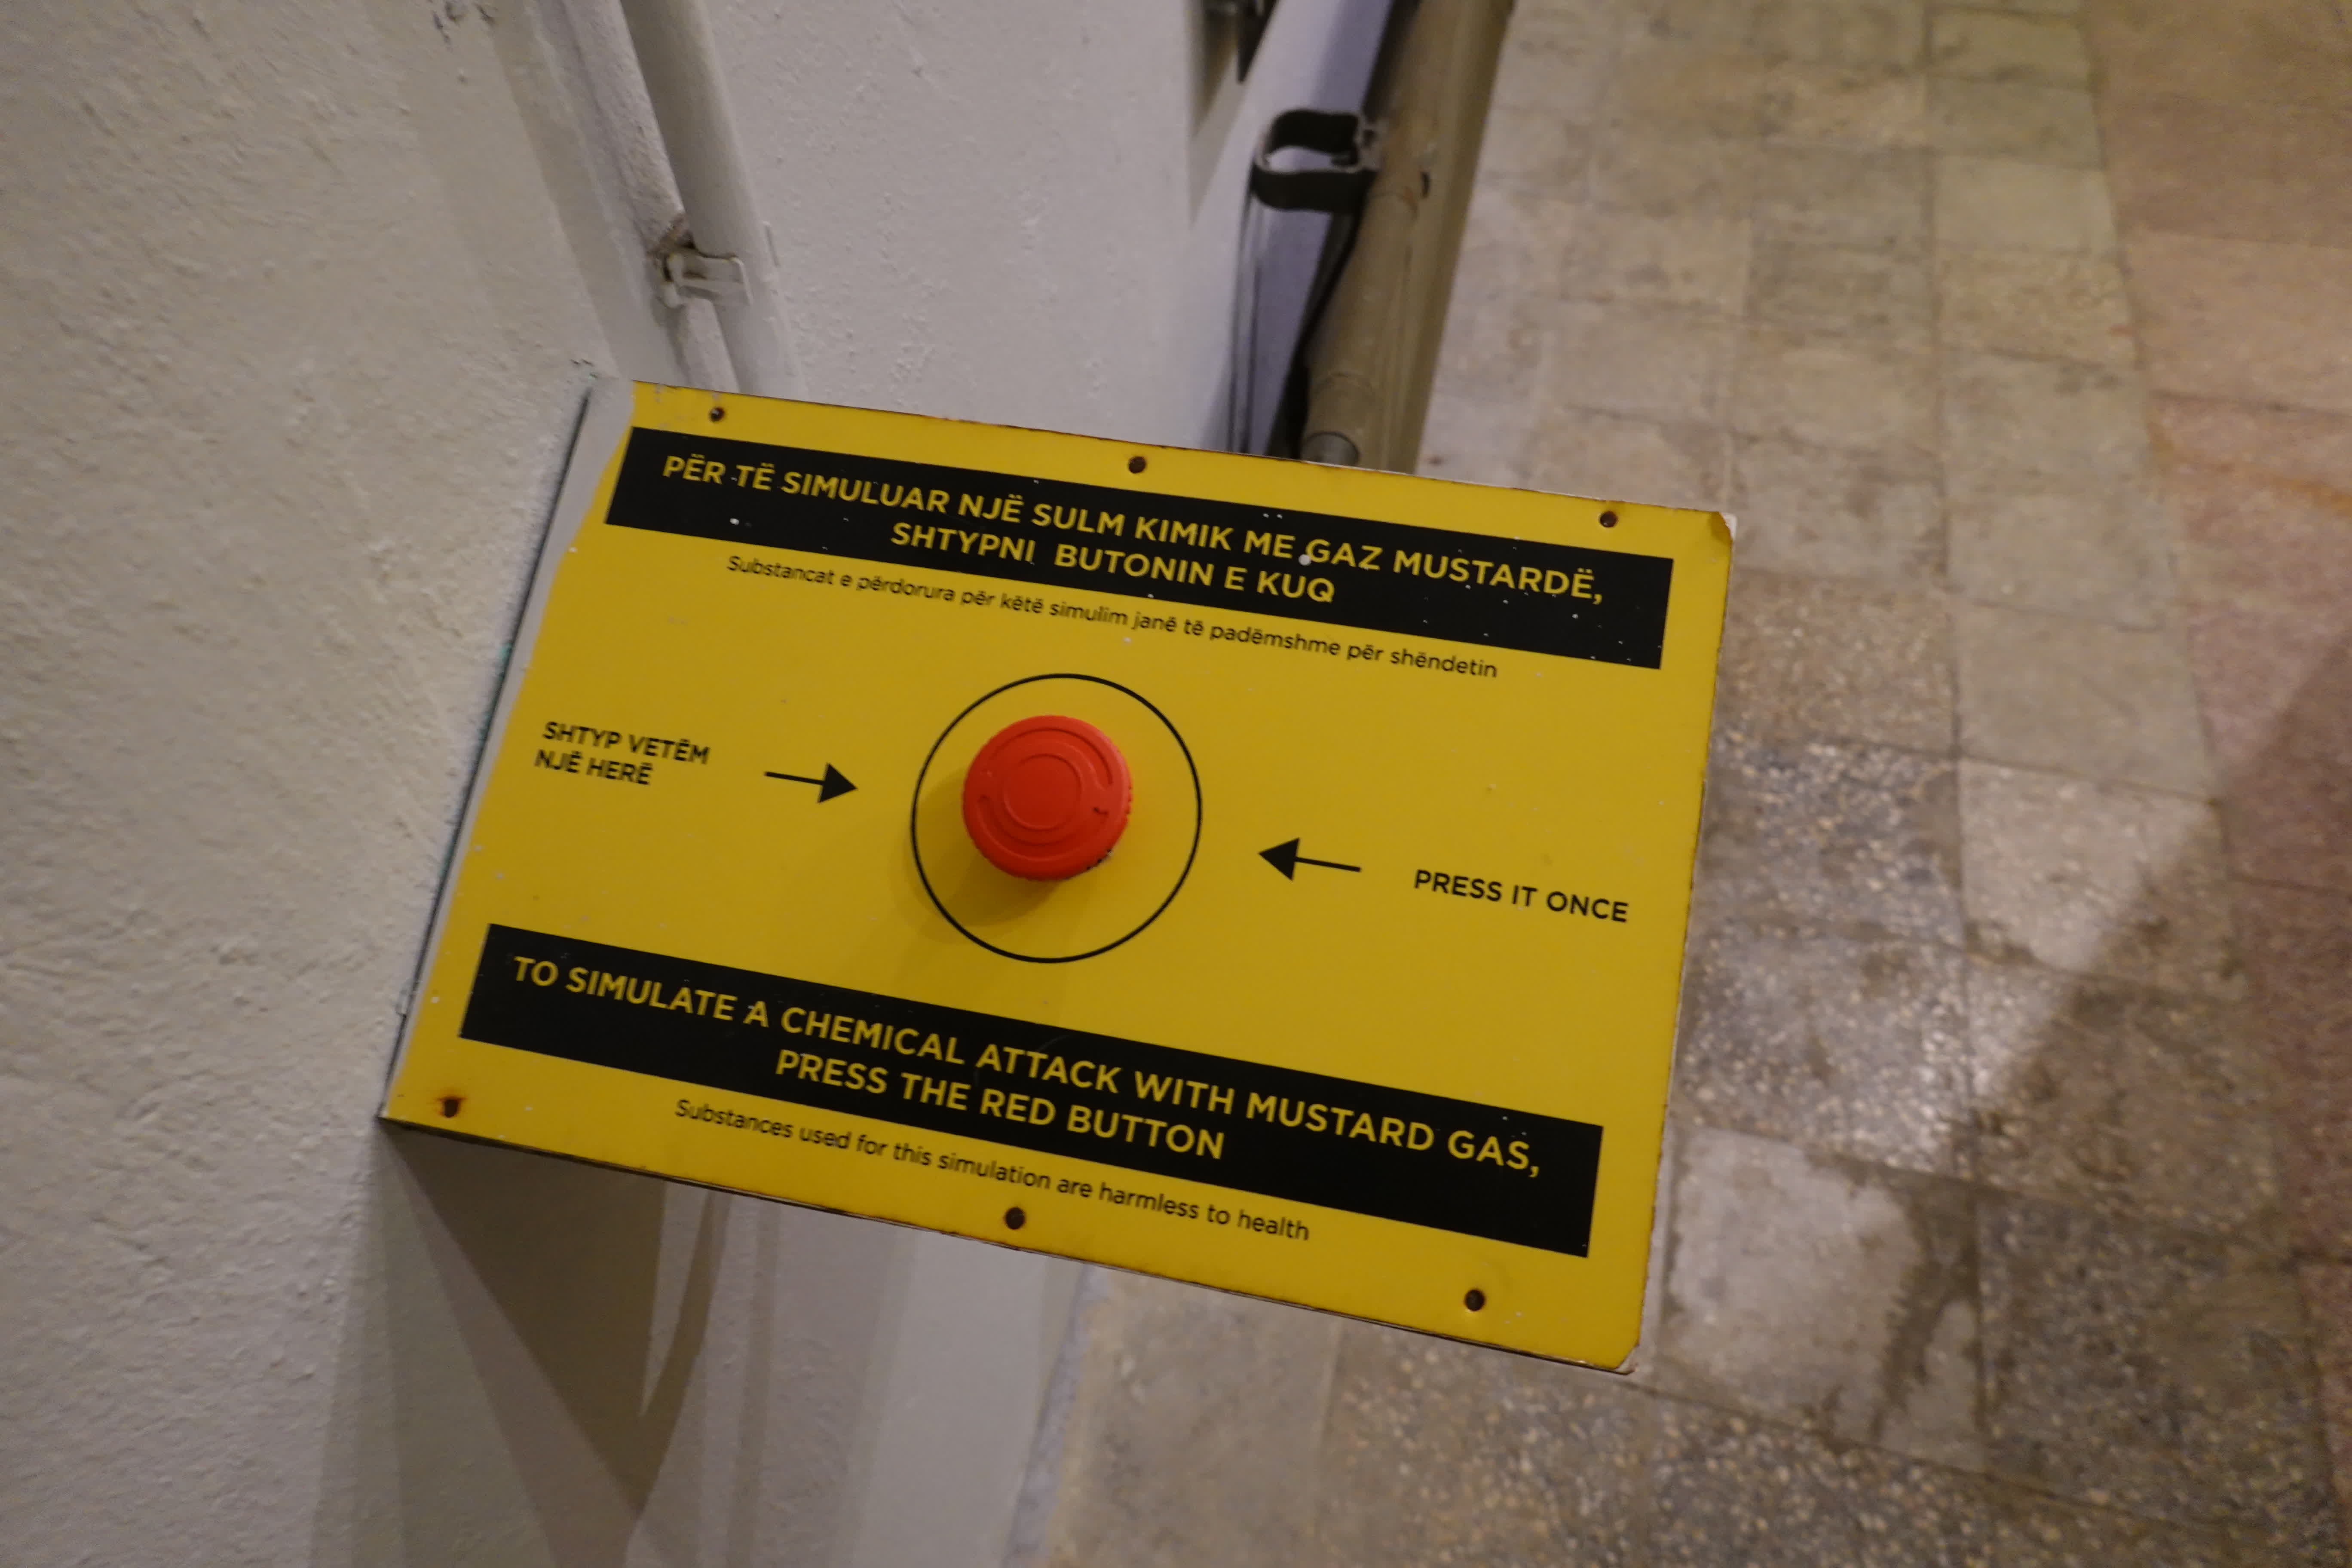 PËR TË SIMULUAR NJË SULM KIMIK ME GAZ MUSTARDË,
SHTYPNI BUTONIN E KUQ
Substancat e përdorura për këtë simulim janë të padëmshme për shëndetin
SHTYP VETËM
NJË HERË
PRESS IT ONCE
TO SIMULATE A CHEMICAL ATTACK WITH MUSTARD GAS,
PRESS THE RED BUTTON
Substances used for this simulation are harmless to health